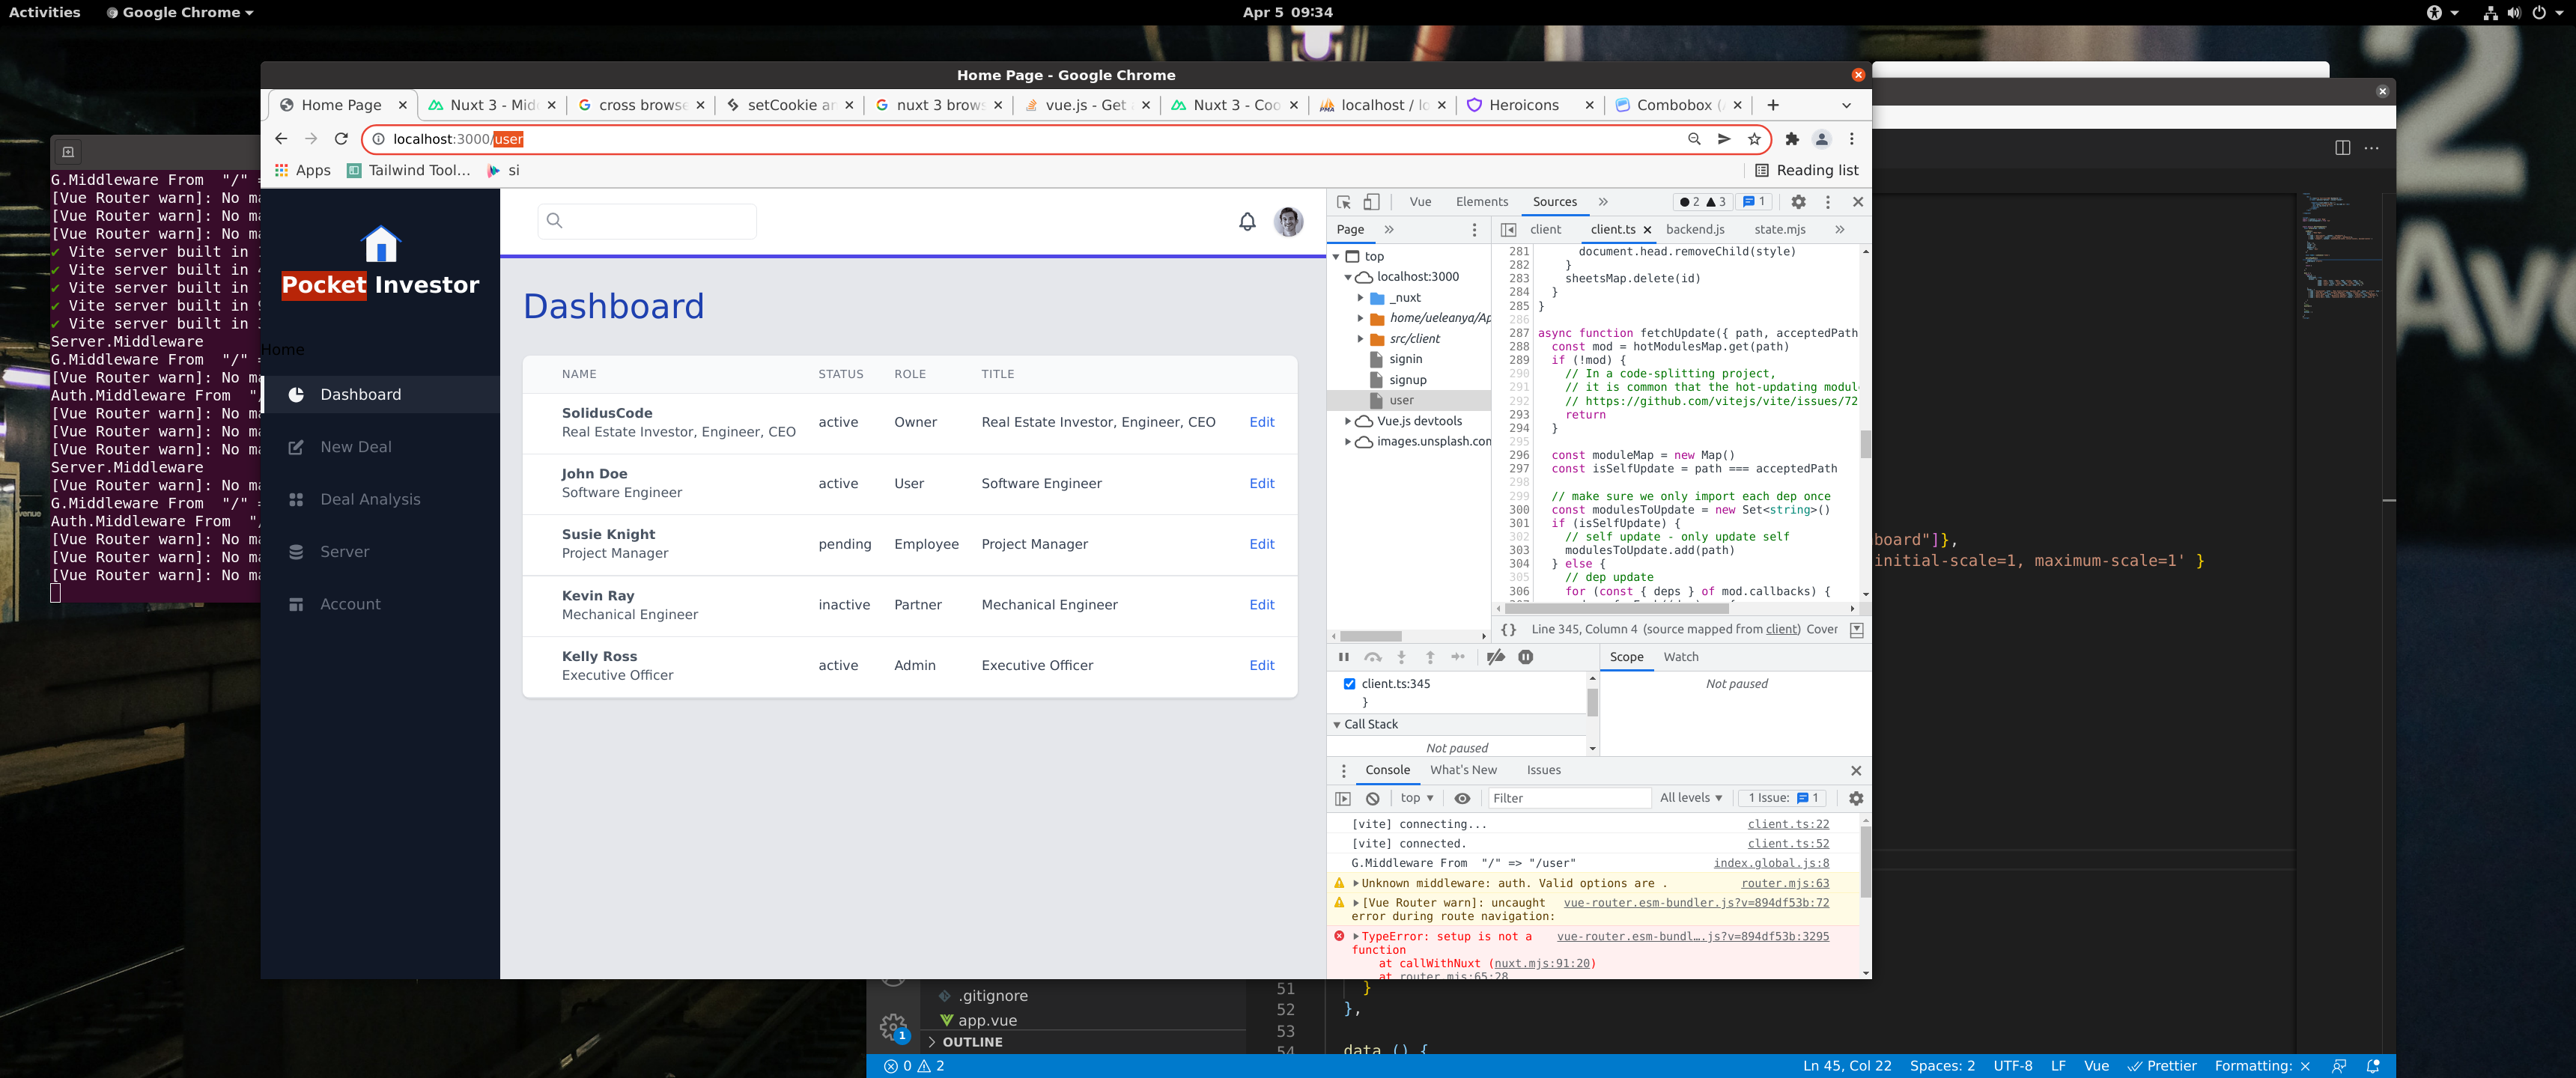 Activities
Google Chrome
Apr 5 09:34
Home Page - Google Chrome
Home Page
Nuxt 3 - Mid
cross browse
setCookie an
nuxt 3 brows
vue.js - Get
Nuxt 3 - Coo
localhost / lo
Heroicons
Combobox (
localhost:3000/user
Apps
Tailwind Tool...
si
Reading list
G.Middleware From "/" =
[Vue Router warn]: No ma
[Vue Router warn]: No ma
[Vue Router warn]: No ma
✔ Vite server built in
✔ Vite server built in
✔ Vite server built in
✔ Vite server built in
✔ Vite server built in
Server.Middleware
G.Middleware From "/" =
[Vue Router warn]: No ma
Auth.Middleware From "/
[Vue Router warn]: No ma
[Vue Router warn]: No ma
[Vue Router warn]: No ma
Server.Middleware
[Vue Router warn]: No ma
G.Middleware From "/" =
Auth.Middleware From "/
[Vue Router warn]: No ma
[Vue Router warn]: No ma
[Vue Router warn]: No ma
Pocket Investor
Home
Dashboard
New Deal
Deal Analysis
Server
Account
Dashboard
NAME STATUS ROLE TITLE
SolidusCode
Real Estate Investor, Engineer, CEO active Owner Real Estate Investor, Engineer, CEO Edit
John Doe
Software Engineer active User Software Engineer Edit
Susie Knight
Project Manager pending Employee Project Manager Edit
Kevin Ray
Mechanical Engineer inactive Partner Mechanical Engineer Edit
Kelly Ross
Executive Officer active Admin Executive Officer Edit
Vue Elements Sources » 2 3 1
Page »
client client.ts backend.js state.mjs »
top
localhost:3000
_nuxt
home/ueleanya/Ap
src/client
signin
signup
user
Vue.js devtools
images.unsplash.con
281 document.head.removeChild(style)
282 }
283 sheetsMap.delete(id)
284 }
285 }
286
287 async function fetchUpdate({ path, acceptedPath
288 const mod = hotModulesMap.get(path)
289 if (!mod) {
290 // In a code-splitting project,
291 // it is common that the hot-updating modul
292 // https://github.com/vitejs/vite/issues/72
293 return
294 }
295
296 const moduleMap = new Map()
297 const isSelfUpdate = path === acceptedPath
298
299 // make sure we only import each dep once
300 const modulesToUpdate = new Set<string>()
301 if (isSelfUpdate) {
302 // self update - only update self
303 modulesToUpdate.add(path)
304 } else {
305 // dep update
306 for (const { deps } of mod.callbacks) {
{} Line 345, Column 4 (source mapped from client) Cover
Scope Watch
Not paused
client.ts:345
}
Call Stack
Not paused
Console What's New Issues
top Filter All levels 1 Issue: 1
[vite] connecting... client.ts:22
[vite] connected. client.ts:52
G.Middleware From "/" => "/user" index.global.js:8
Unknown middleware: auth. Valid options are . router.mjs:63
[Vue Router warn]: uncaught vue-router.esm-bundler.js?v=894df53b:72
error during route navigation:
TypeError: setup is not a vue-router.esm-bundl….js?v=894df53b:3295
function
at callWithNuxt (nuxt.mjs:91:20)
at router.mjs:65:28
board"]},
initial-scale=1, maximum-scale=1' }
.gitignore
app.vue
OUTLINE
1
51 }
52 },
53
54 data () {
0 2
Ln 45, Col 22 Spaces: 2 UTF-8 LF Vue Prettier Formatting: ×
2
Ave
venue